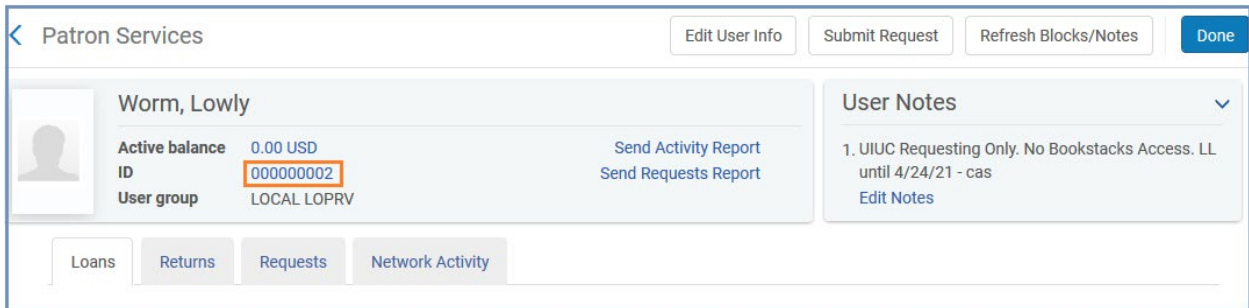 Patron Services
Edit User Info
Submit Request
Refresh Blocks/Notes
Done
Worm, Lowly
Active balance 0.00 USD
Send Activity Report
ID 000000002
Send Requests Report
User group LOCAL LOPRV
User Notes
1. UIUC Requesting Only. No Bookstacks Access. LL
until 4/24/21 - cas
Edit Notes
Loans
Returns
Requests
Network Activity